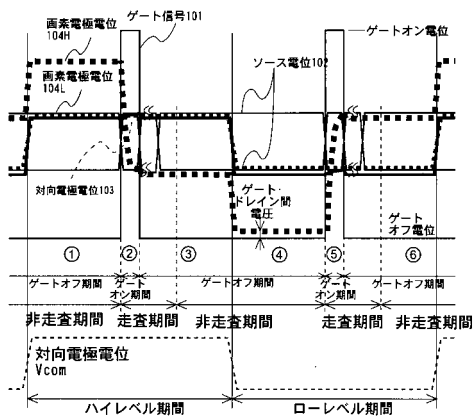 画素電極電位
104H
ゲート信号101
ゲートオン電位
画素電極電位
104L
ソース電位102
対向電極電位103
ゲート・
ドレイン間
電圧
ゲート
オフ電位
① ② ③ ④ ⑤ ⑥
ゲートオフ期間 ゲート
オン期間 ゲートオフ期間 ゲート
オン期間 ゲートオフ期間
非走査期間 走査期間 非走査期間 走査期間 非走査期間
対向電極電位
Vcom
ハイレベル期間 ローレベル期間